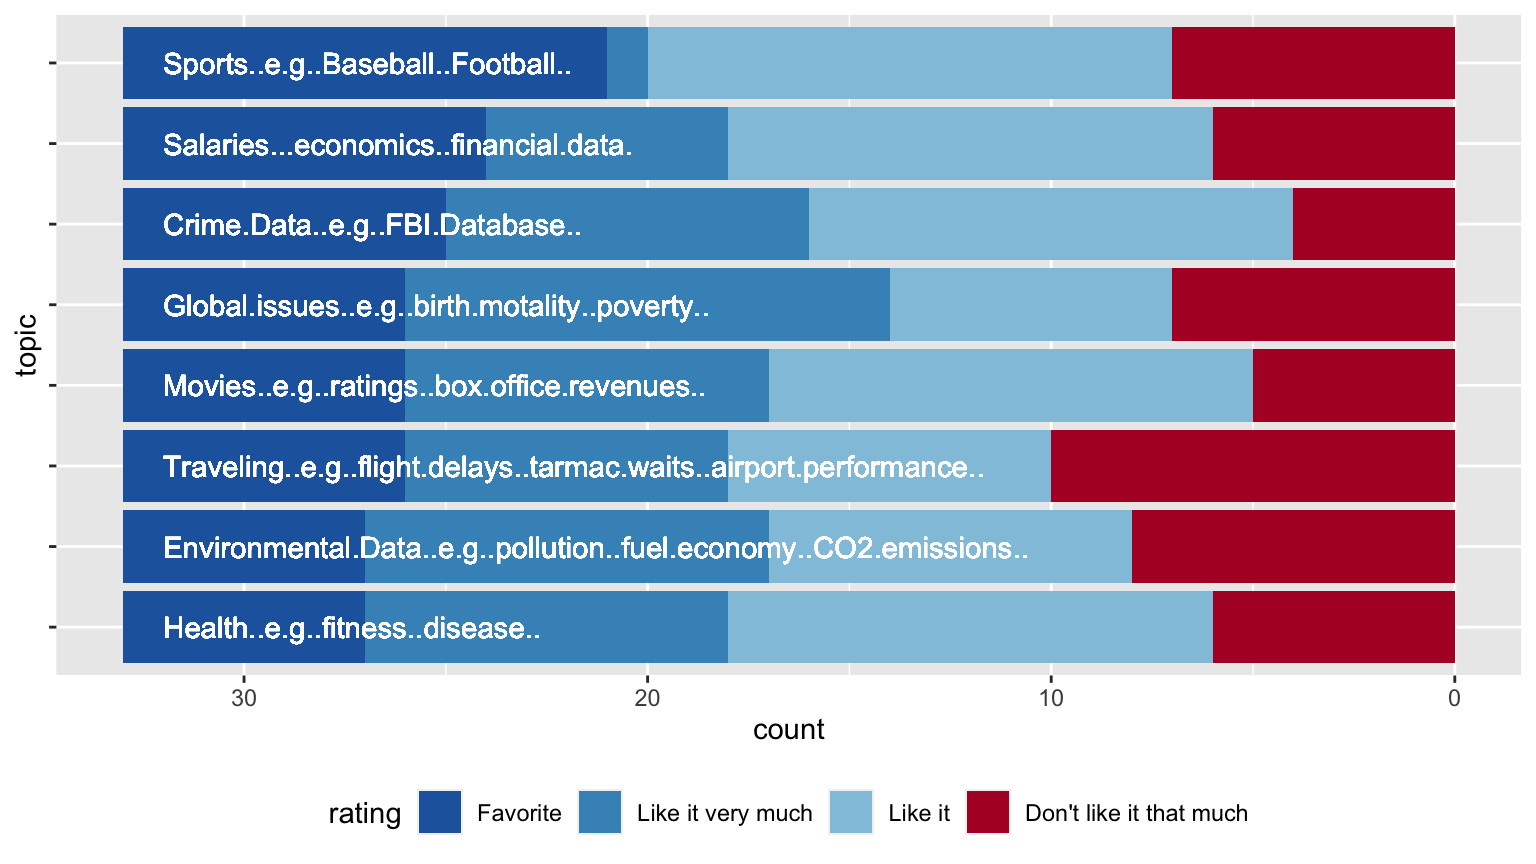 Sports..e.g..Baseball..Football..
Salaries...economics..financial.data.
Crime.Data..e.g..FBI.Database..
Global.issues..e.g..birth.motality..poverty..
Movies..e.g..ratings..box.office.revenues..
Traveling..e.g..flight.delays..tarmac.waits..airport.performance..
Environmental.Data..e.g..pollution..fuel.economy..CO2.emissions..
Health..e.g..fitness..disease..
topic
30 20 10 0
count
rating Favorite Like it very much Like it Don't like it that much